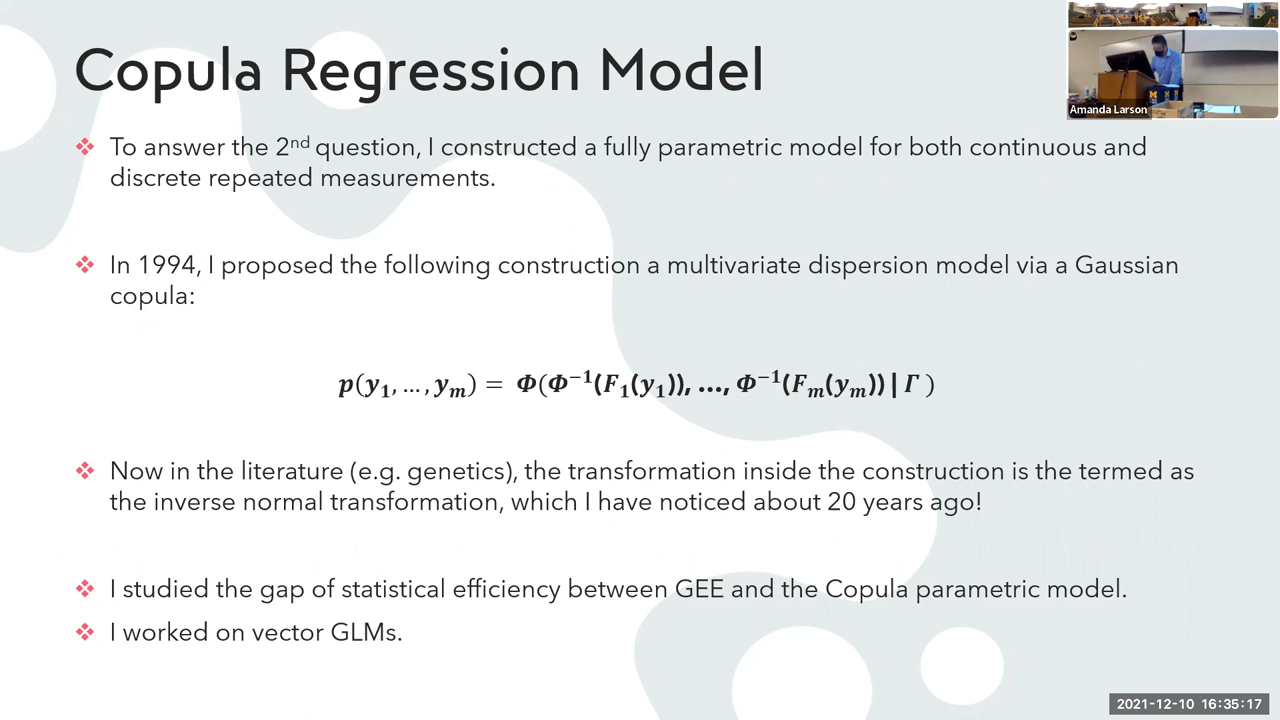 Copula Regression Model
Amanda Larson
❖ To answer the 2nd question, I constructed a fully parametric model for both continuous and
discrete repeated measurements.
❖ In 1994, I proposed the following construction a multivariate dispersion model via a Gaussian
copula:
p(y₁, … , yₘ) = Φ(Φ⁻¹(F₁(y₁)), …, Φ⁻¹(Fₘ(yₘ)) | Γ )
❖ Now in the literature (e.g. genetics), the transformation inside the construction is the termed as
the inverse normal transformation, which I have noticed about 20 years ago!
❖ I studied the gap of statistical efficiency between GEE and the Copula parametric model.
❖ I worked on vector GLMs.
2021-12-10 16:35:17